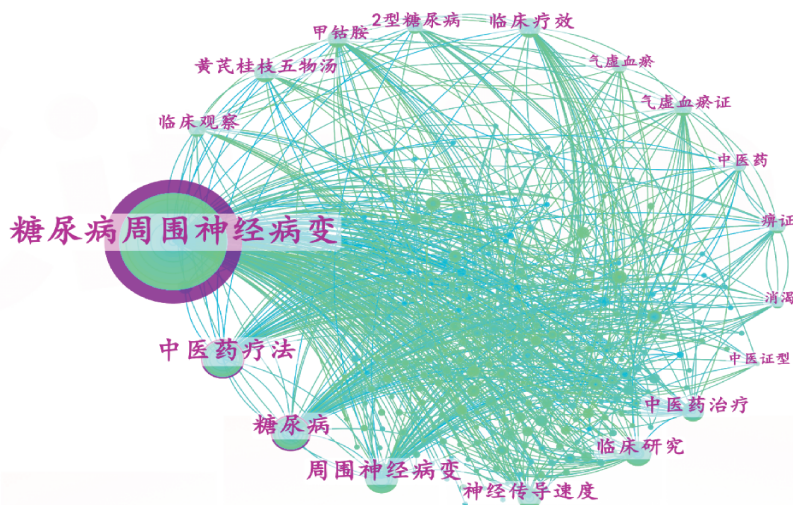 2型糖尿病
临床疗效
甲钴胺
黄芪桂枝五物汤
气虚血瘀
气虚血瘀证
临床观察
中医药
痹证
糖尿病周围神经病变
消渴
中医药疗法
中医证型
中医药治疗
糖尿病
临床研究
周围神经病变
神经传导速度